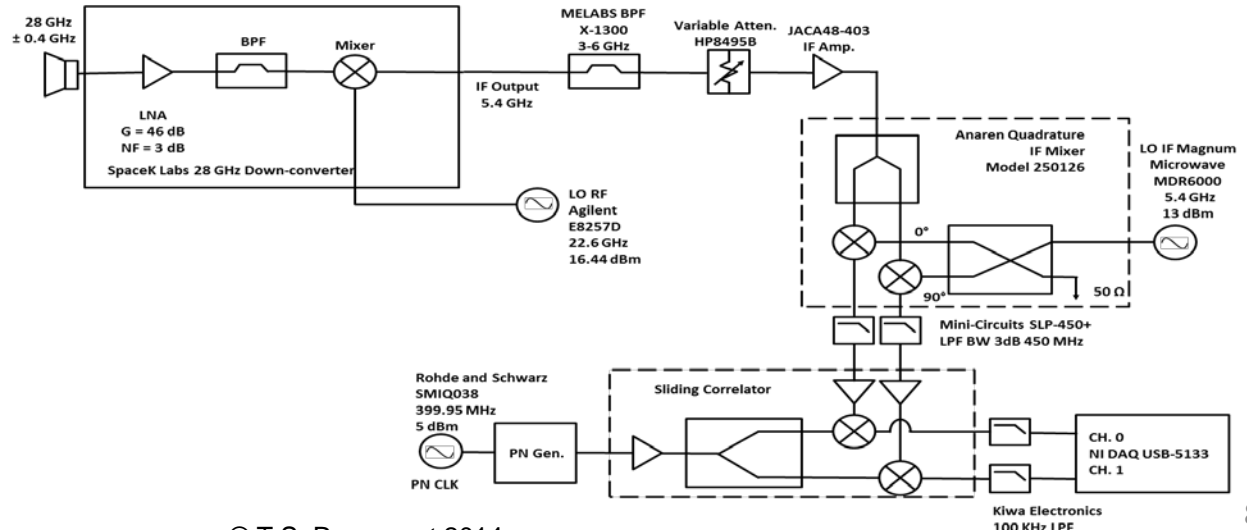 28 GHz
± 0.4 GHz
BPF
Mixer
LNA
G = 46 dB
NF = 3 dB
SpaceK Labs 28 GHz Down-converter
IF Output
5.4 GHz
MELABS BPF
X-1300
3-6 GHz
Variable Atten.
HP8495B
JACA48-403
IF Amp.
LO RF
Agilent
E8257D
22.6 GHz
16.44 dBm
Anaren Quadrature
IF Mixer
Model 250126
LO IF Magnum
Microwave
MDR6000
5.4 GHz
13 dBm
0°
90°
50 Ω
Mini-Circuits SLP-450+
LPF BW 3dB 450 MHz
Rohde and Schwarz
SMIQ038
399.95 MHz
5 dBm
PN CLK
PN Gen.
Sliding Correlator
CH. 0
NI DAQ USB-5133
CH. 1
Kiwa Electronics
100 KHz LPF